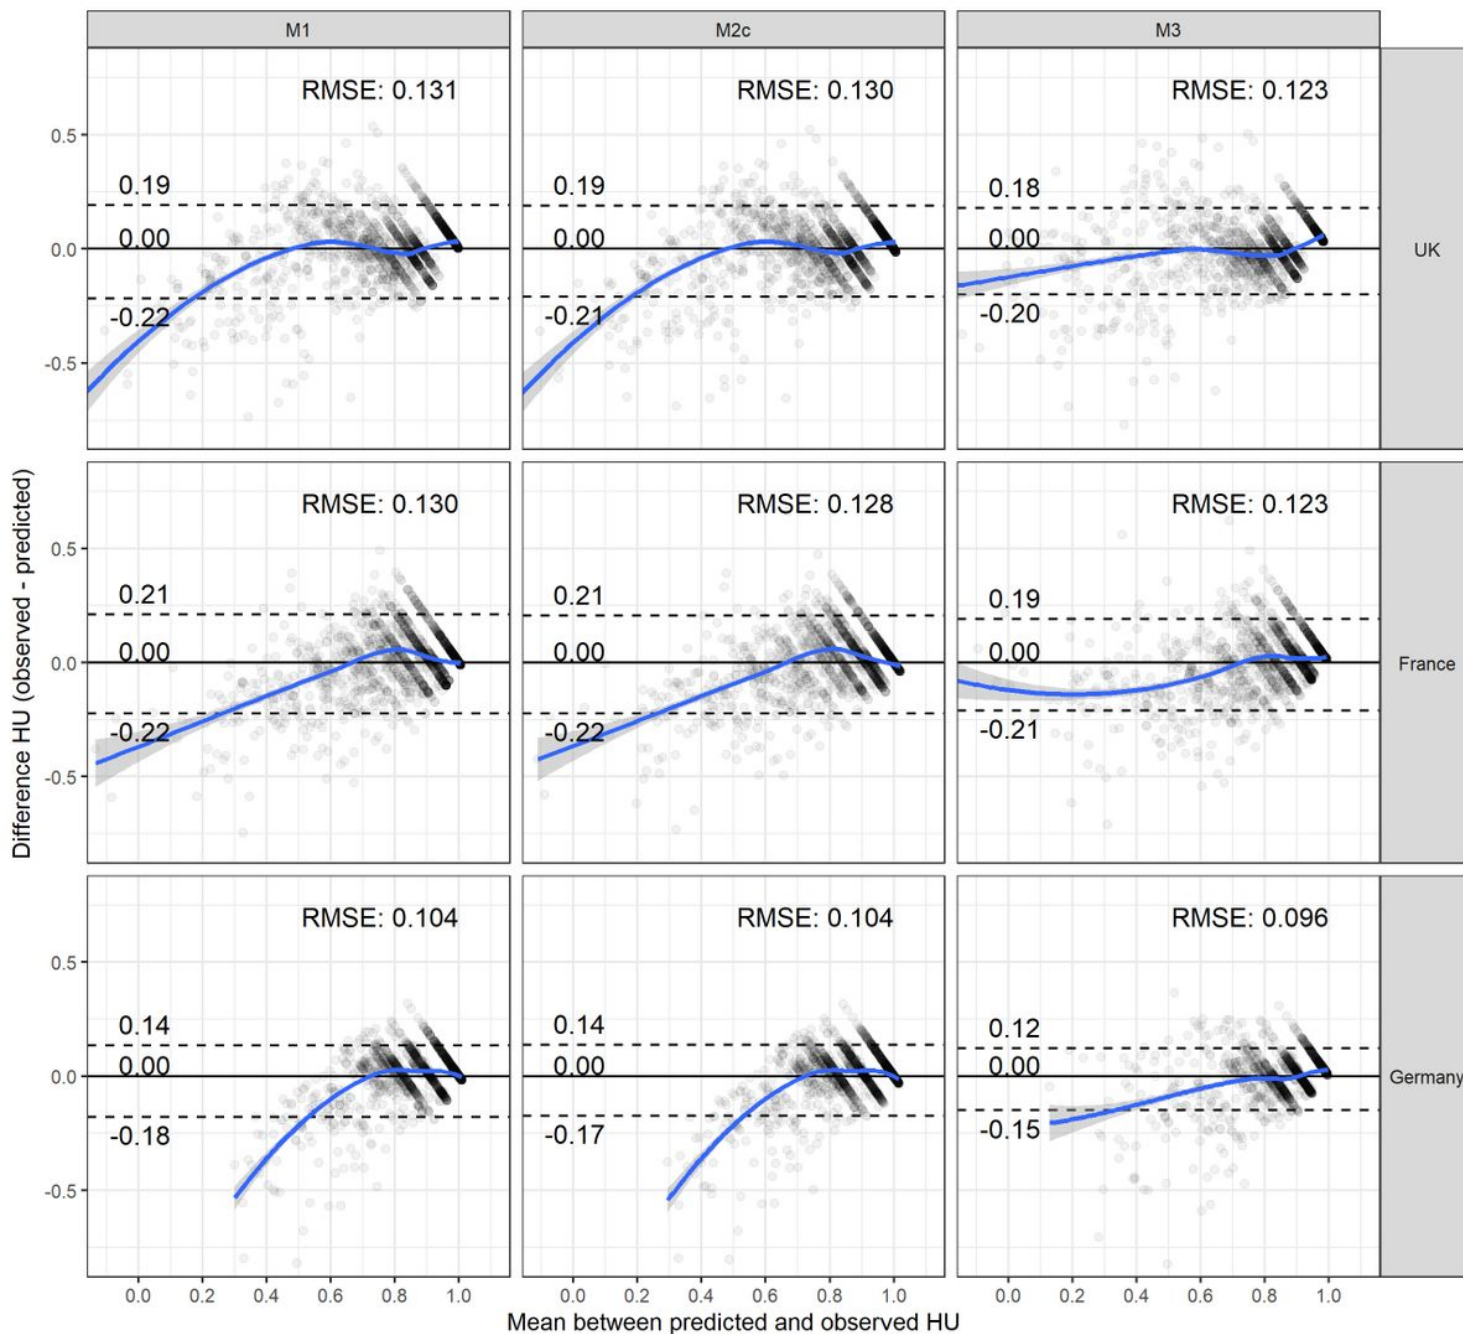 M1 M2c M3
RMSE: 0.131 RMSE: 0.130 RMSE: 0.123
0.5
0.19 0.19 0.18
0.0 0.00 0.00 0.00 UK
-0.22 -0.21 -0.20
-0.5
Difference HU (observed - predicted)
RMSE: 0.130 RMSE: 0.128 RMSE: 0.123
0.5
0.21 0.21 0.19
0.0 0.00 0.00 0.00 France
-0.22 -0.22 -0.21
-0.5
RMSE: 0.104 RMSE: 0.104 RMSE: 0.096
0.5
0.14 0.14 0.12
0.0 0.00 0.00 0.00 Germany
-0.18 -0.17 -0.15
-0.5
0.0 0.2 0.4 0.6 0.8 1.0 0.0 0.2 0.4 0.6 0.8 1.0 0.0 0.2 0.4 0.6 0.8 1.0
Mean between predicted and observed HU